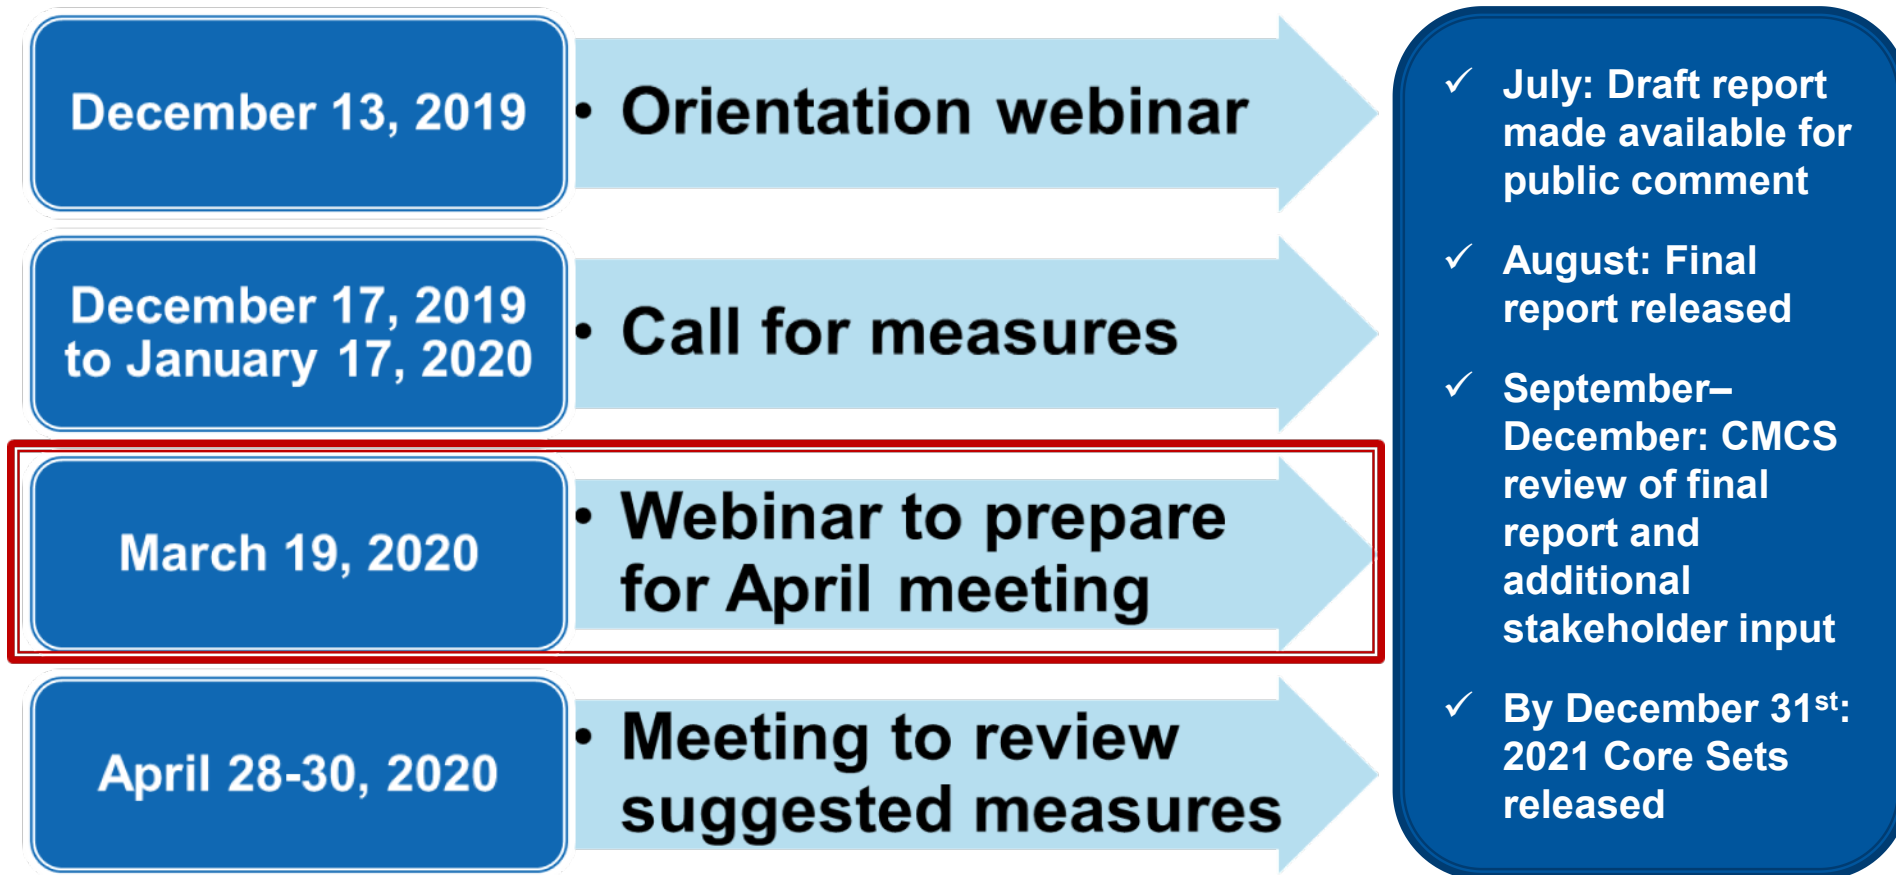 December 13, 2019
• Orientation webinar
December 17, 2019
to January 17, 2020
• Call for measures
March 19, 2020
• Webinar to prepare
for April meeting
April 28-30, 2020
• Meeting to review
suggested measures
✓ July: Draft report
made available for
public comment
✓ August: Final
report released
✓ September–
December: CMCS
review of final
report and
additional
stakeholder input
✓ By December 31st:
2021 Core Sets
released